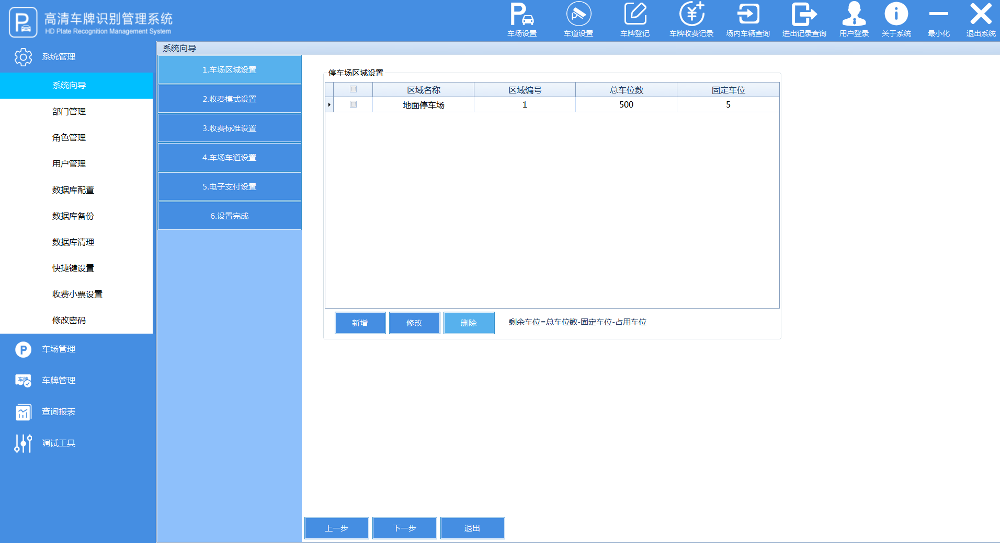 高清车牌识别管理系统
HD Plate Recognition Management System
车场设置
车道设置
车牌登记
车牌收费记录
场内车辆查询
进出记录查询
用户登录
关于系统
最小化
退出系统
系统管理
系统向导
部门管理
角色管理
用户管理
数据库配置
数据库备份
数据库清理
快捷键设置
收费小票设置
修改密码
车场管理
车牌
车牌管理
查询报表
调试工具
系统向导
1.车场区域设置
2.收费模式设置
3.收费标准设置
4.车场车道设置
5.电子支付设置
6.设置完成
停车场区域设置
区域名称 区域编号 总车位数 固定车位
地面停车场 1 500 5
新增 修改 删除 剩余车位=总车位数-固定车位-占用车位
上一步 下一步 退出